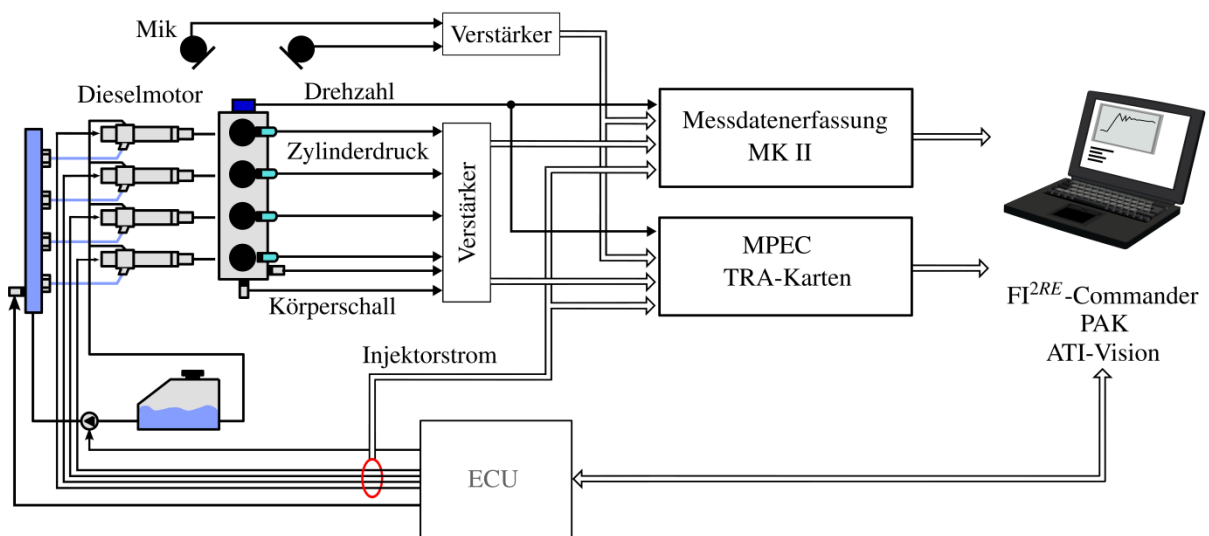 Mik
Verstärker
Dieselmotor
Drehzahl
Zylinderdruck
Verstärker
Körperschall
Messdatenerfassung
MK II
MPEC
TRA-Karten
FI2RE-Commander
PAK
ATI-Vision
Injektorstrom
ECU